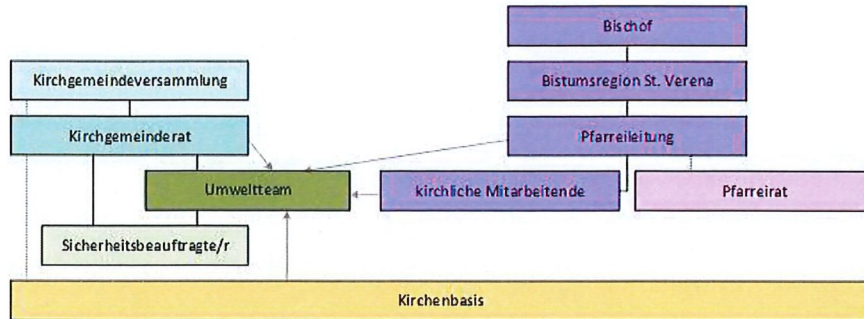 Bischof
Kirchgemeindeversammlung
Bistumsregion St. Verena
Kirchgemeinderat
Pfarreileitung
Umweltteam
kirchliche Mitarbeitende
Pfarreirat
Sicherheitsbeauftragte/r
Kirchenbasis